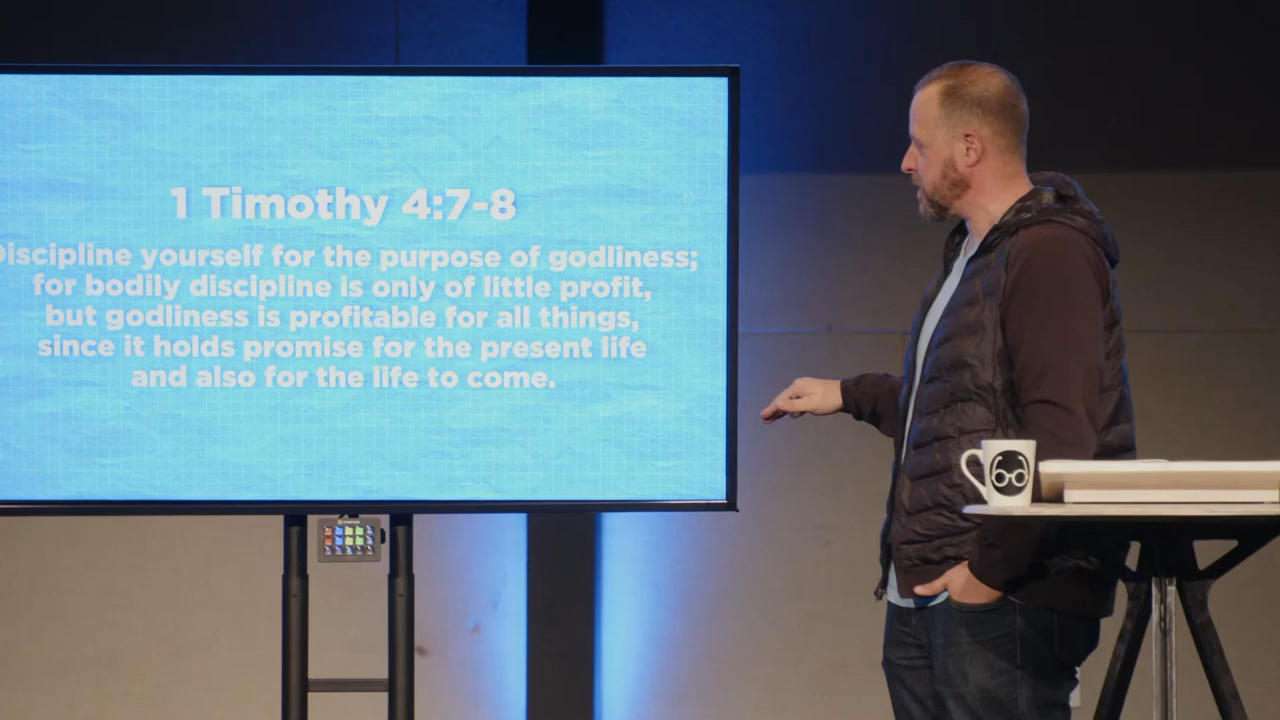 1 Timothy 4:7-8
Discipline yourself for the purpose of godliness;
for bodily discipline is only of little profit,
but godliness is profitable for all things,
since it holds promise for the present life
and also for the life to come.